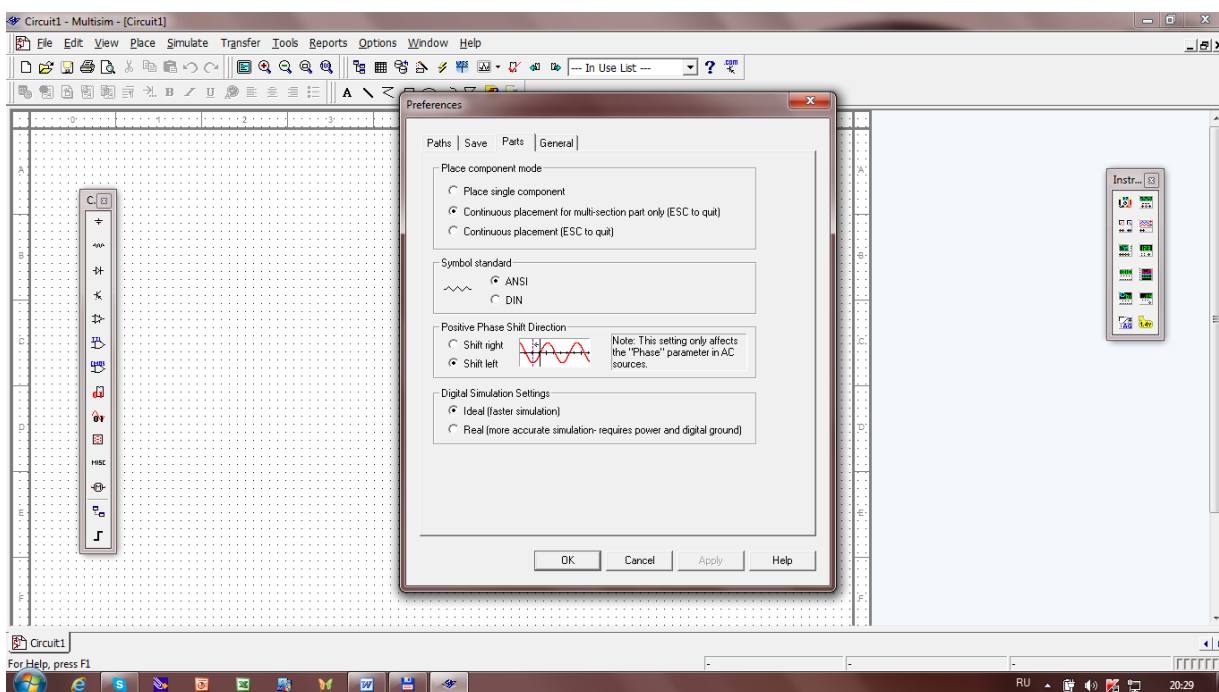 Circuit1 - Multisim - [Circuit1]
File Edit View Place Simulate Transfer Tools Reports Options Window Help
--- In Use List ---
B I U
A
Preferences
0 1 2 3
Paths Save Parts General
Place component mode
Place single component
Continuous placement for multi-section part only (ESC to quit)
Continuous placement (ESC to quit)
Symbol standard
ANSI
DIN
Positive Phase Shift Direction
Shift right
Shift left
Note: This setting only affects
the "Phase" parameter in AC
sources.
Digital Simulation Settings
Ideal (faster simulation)
Real (more accurate simulation- requires power and digital ground)
OK Cancel Apply Help
C...
MISC
Instr...
A A
B B
C C
D D
E E
F F
Circuit1
For Help, press F1
- - -
RU 20:29